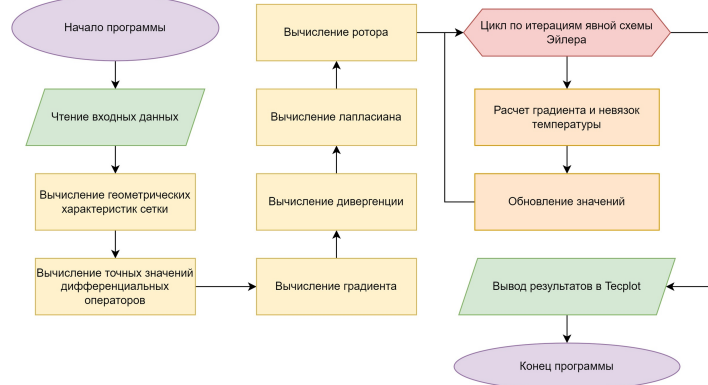 Начало программы
Чтение входных данных
Вычисление геометрических
характеристик сетки
Вычисление точных значений
дифференциальных
операторов
Вычисление градиента
Вычисление дивергенции
Вычисление лапласиана
Вычисление ротора
Цикл по итерациям явной схемы
Эйлера
Расчет градиента и невязок
температуры
Обновление значений
Вывод результатов в Tecplot
Конец программы